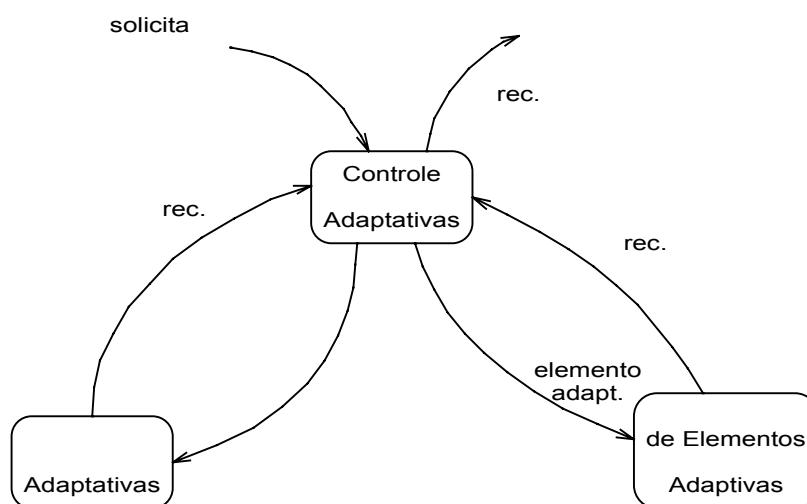 solicita
rec.
Controle
Adaptativas
rec.
rec.
elemento
adapt.
Adaptativas
de Elementos
Adaptivas